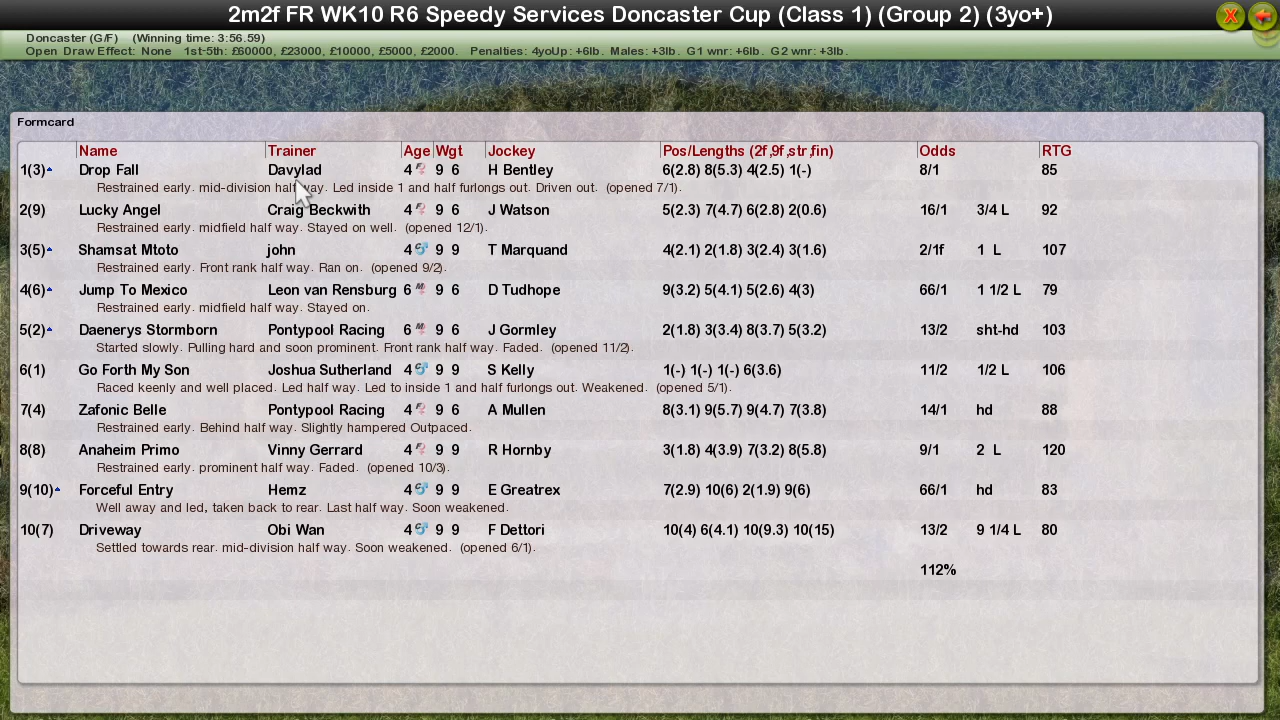 2m2f FR WK10 R6 Speedy Services Doncaster Cup (Class 1) (Group 2) (3yo+)
Doncaster (G/F) (Winning time: 3:56.59)
Open Draw Effect: None 1st-5th: £60000, £23000, £10000, £5000, £2000. Penalties: 4yoUp: +6lb. Males: +3lb. G1 wnr: +6lb. G2 wnr: +3lb.
Formcard
Name Trainer Age Wgt Jockey Pos/Lengths (2f,9f,str,fin) Odds RTG
1(3) Drop Fall Davylad 4 9 6 H Bentley 6(2.8) 8(5.3) 4(2.5) 1(-) 8/1 85
Restrained early. mid-division half way. Led inside 1 and half furlongs out. Driven out. (opened 7/1).
2(9) Lucky Angel Craig Beckwith 4 9 6 J Watson 5(2.3) 7(4.7) 6(2.8) 2(0.6) 16/1 3/4 L 92
Restrained early. midfield half way. Stayed on well. (opened 12/1).
3(5) Shamsat Mtoto john 4 9 9 T Marquand 4(2.1) 2(1.8) 3(2.4) 3(1.6) 2/1f 1 L 107
Restrained early. Front rank half way. Ran on. (opened 9/2).
4(6) Jump To Mexico Leon van Rensburg 6 9 6 D Tudhope 9(3.2) 5(4.1) 5(2.6) 4(3) 66/1 1 1/2 L 79
Restrained early. midfield half way. Stayed on.
5(2) Daenerys Stormborn Pontypool Racing 6 9 6 J Gormley 2(1.8) 3(3.4) 8(3.7) 5(3.2) 13/2 sht-hd 103
Started slowly. Pulling hard and soon prominent. Front rank half way. Faded. (opened 11/2).
6(1) Go Forth My Son Joshua Sutherland 4 9 9 S Kelly 1(-) 1(-) 1(-) 6(3.6) 11/2 1/2 L 106
Raced keenly and well placed. Led half way. Led to inside 1 and half furlongs out. Weakened. (opened 5/1).
7(4) Zafonic Belle Pontypool Racing 4 9 6 A Mullen 8(3.1) 9(5.7) 9(4.7) 7(3.8) 14/1 hd 88
Restrained early. Behind half way. Slightly hampered Outpaced.
8(8) Anaheim Primo Vinny Gerrard 4 9 9 R Hornby 3(1.8) 4(3.9) 7(3.2) 8(5.8) 9/1 2 L 120
Restrained early. prominent half way. Faded. (opened 10/3).
9(10) Forceful Entry Hemz 4 9 9 E Greatrex 7(2.9) 10(6) 2(1.9) 9(6) 66/1 hd 83
Well away and led, taken back to rear. Last half way. Soon weakened.
10(7) Driveway Obi Wan 4 9 9 F Dettori 10(4) 6(4.1) 10(9.3) 10(15) 13/2 9 1/4 L 80
Settled towards rear. mid-division half way. Soon weakened. (opened 6/1).
112%